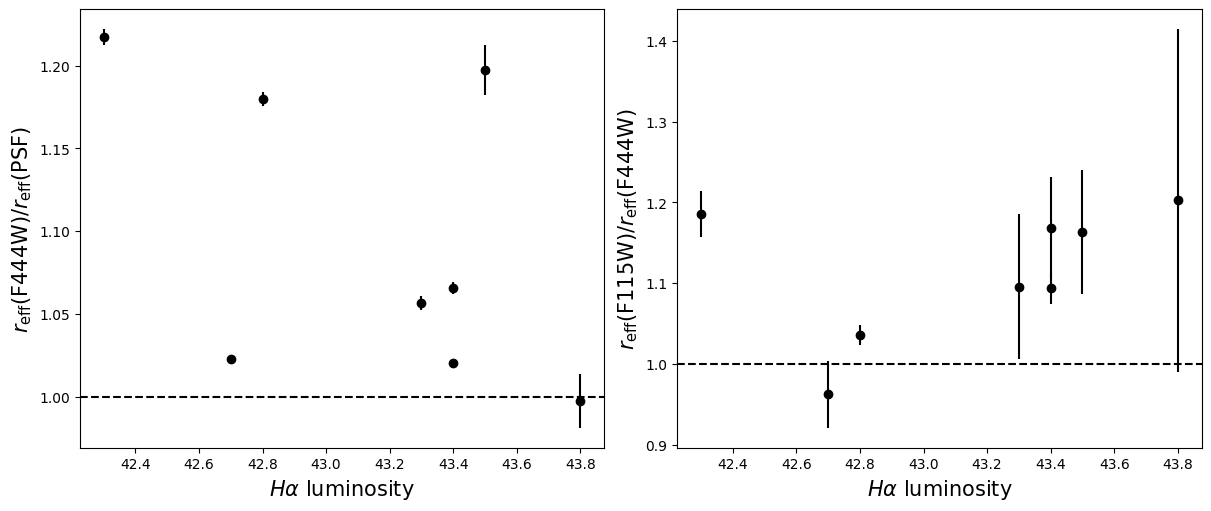 1.20
1.15
1.10
1.05
1.00
r_eff(F444W)/r_eff(PSF)
42.4 42.6 42.8 43.0 43.2 43.4 43.6 43.8
Hα luminosity
1.4
1.3
1.2
1.1
1.0
0.9
r_eff(F115W)/r_eff(F444W)
42.4 42.6 42.8 43.0 43.2 43.4 43.6 43.8
Hα luminosity